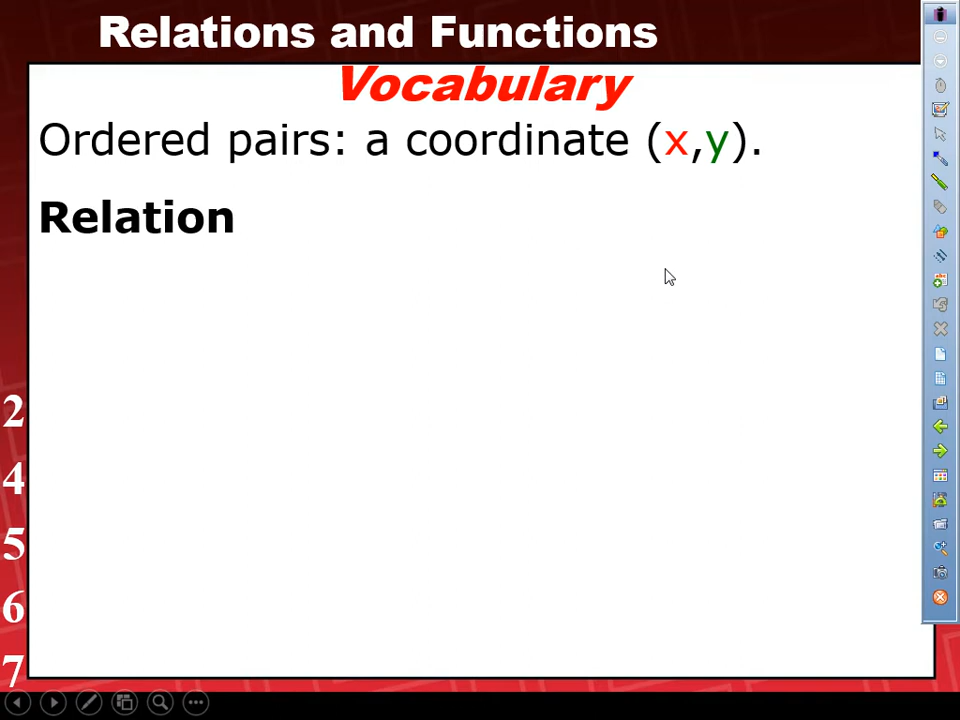 Relations and Functions
Vocabulary
Ordered pairs: a coordinate (x,y).
Relation
2
4
5
6
7